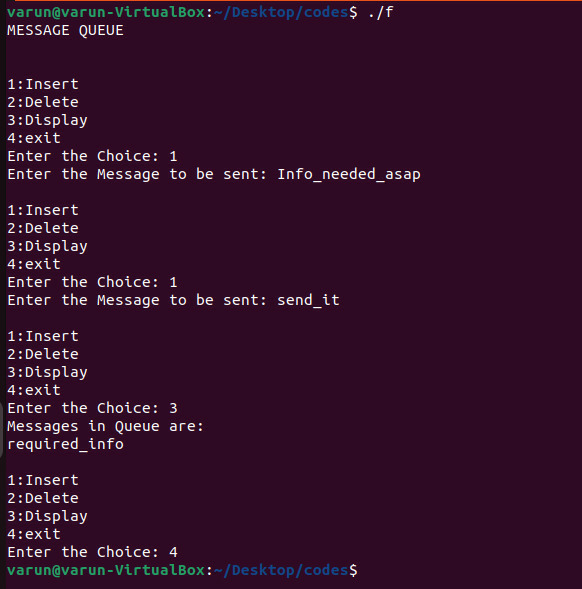 varun@varun-VirtualBox:~/Desktop/codes$ ./f
MESSAGE QUEUE
1:Insert
2:Delete
3:Display
4:exit
Enter the Choice: 1
Enter the Message to be sent: Info_needed_asap
1:Insert
2:Delete
3:Display
4:exit
Enter the Choice: 1
Enter the Message to be sent: send_it
1:Insert
2:Delete
3:Display
4:exit
Enter the Choice: 3
Messages in Queue are:
required_info
1:Insert
2:Delete
3:Display
4:exit
Enter the Choice: 4
varun@varun-VirtualBox:~/Desktop/codes$